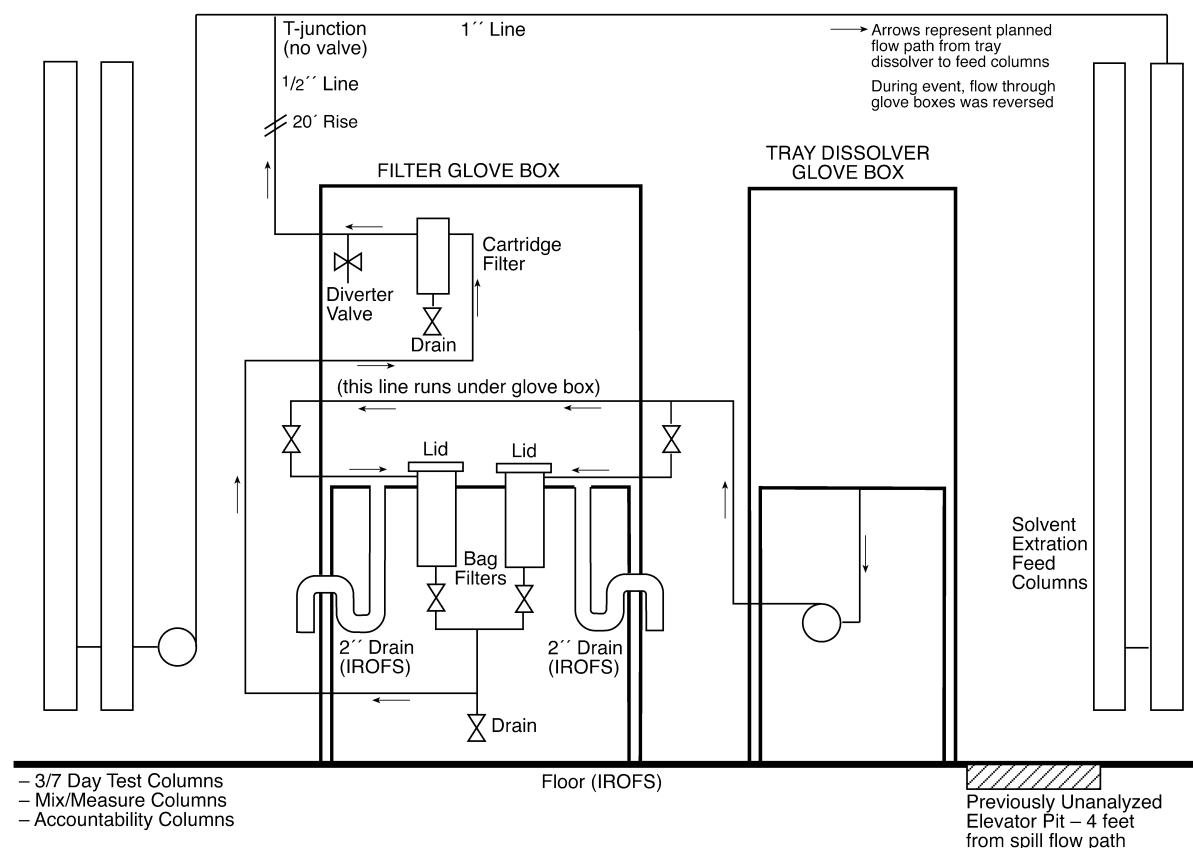 T-junction
(no valve)
1´´ Line
Arrows represent planned
flow path from tray
dissolver to feed columns
During event, flow through
glove boxes was reversed
1/2´´ Line
20´ Rise
FILTER GLOVE BOX
TRAY DISSOLVER
GLOVE BOX
Cartridge
Filter
Diverter
Valve
Drain
(this line runs under glove box)
Lid
Lid
Bag
Filters
Solvent
Extration
Feed
Columns
2´´ Drain
(IROFS)
2´´ Drain
(IROFS)
Drain
– 3/7 Day Test Columns
– Mix/Measure Columns
– Accountability Columns
Floor (IROFS)
Previously Unanalyzed
Elevator Pit – 4 feet
from spill flow path